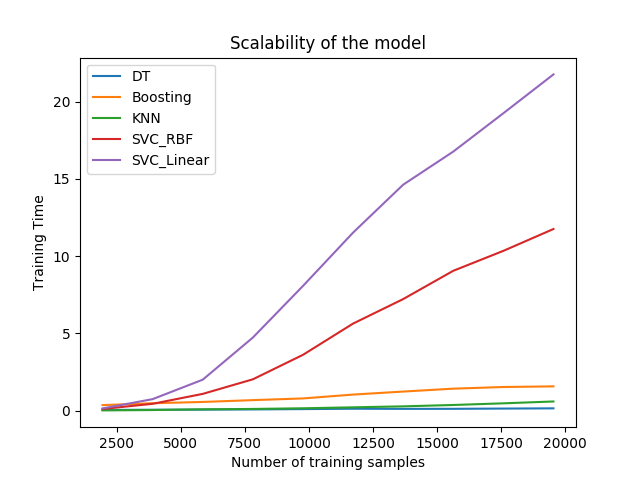 Scalability of the model
DT
Boosting
KNN
SVC_RBF
SVC_Linear
20
15
10
5
0
Training Time
2500 5000 7500 10000 12500 15000 17500 20000
Number of training samples